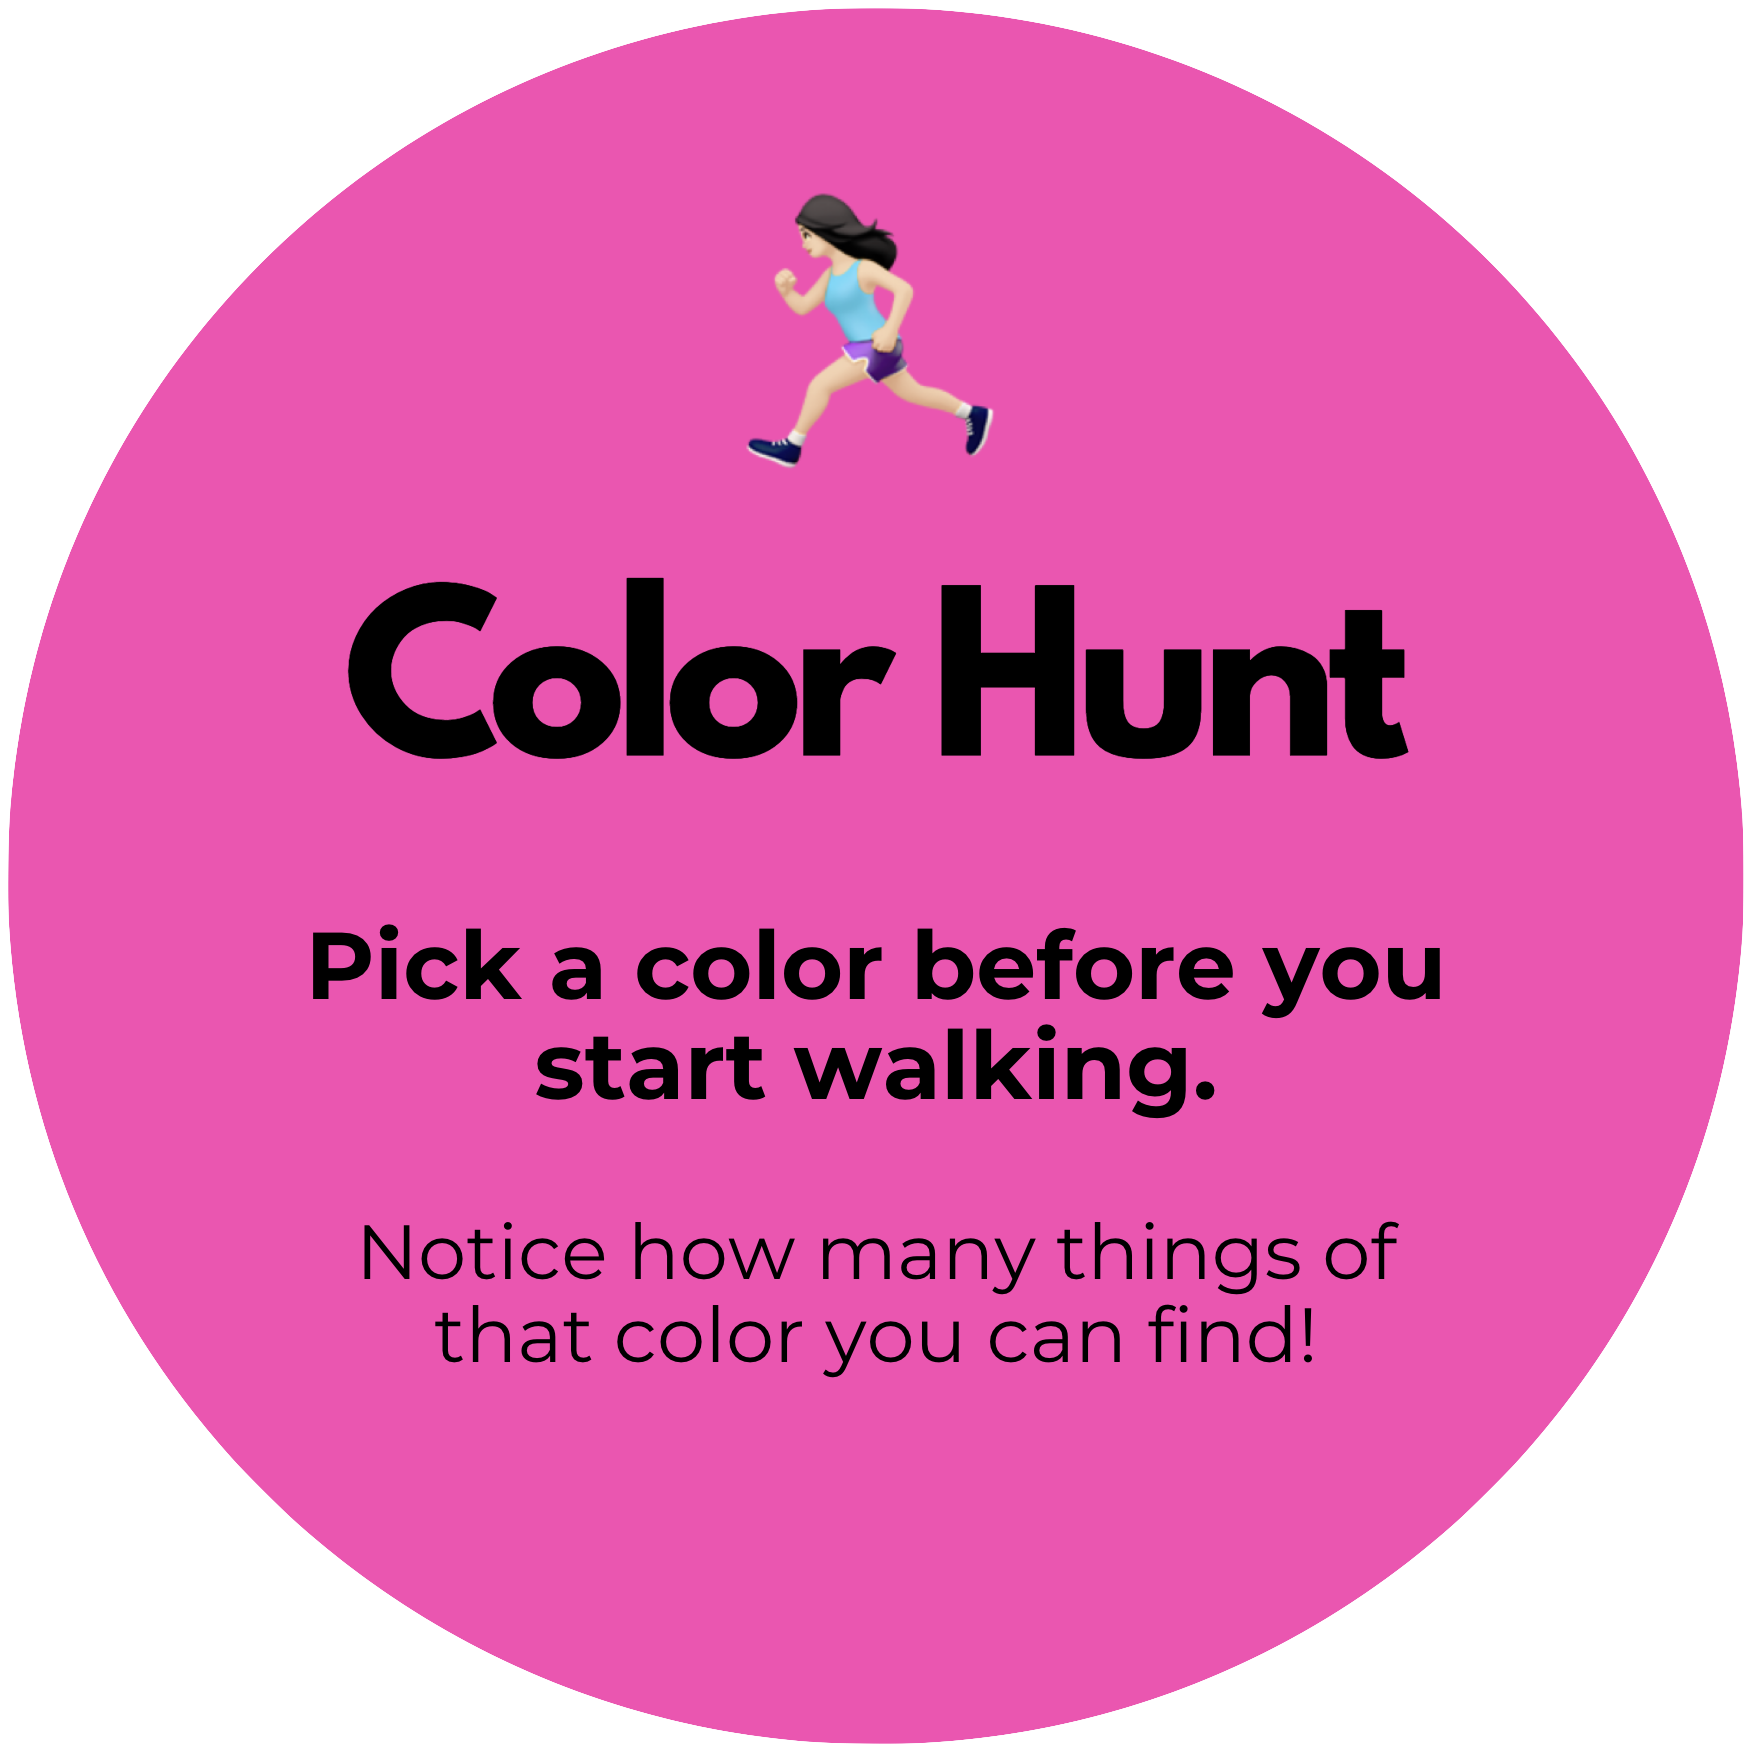 Color Hunt
Pick a color before you
start walking.
Notice how many things of
that color you can find!